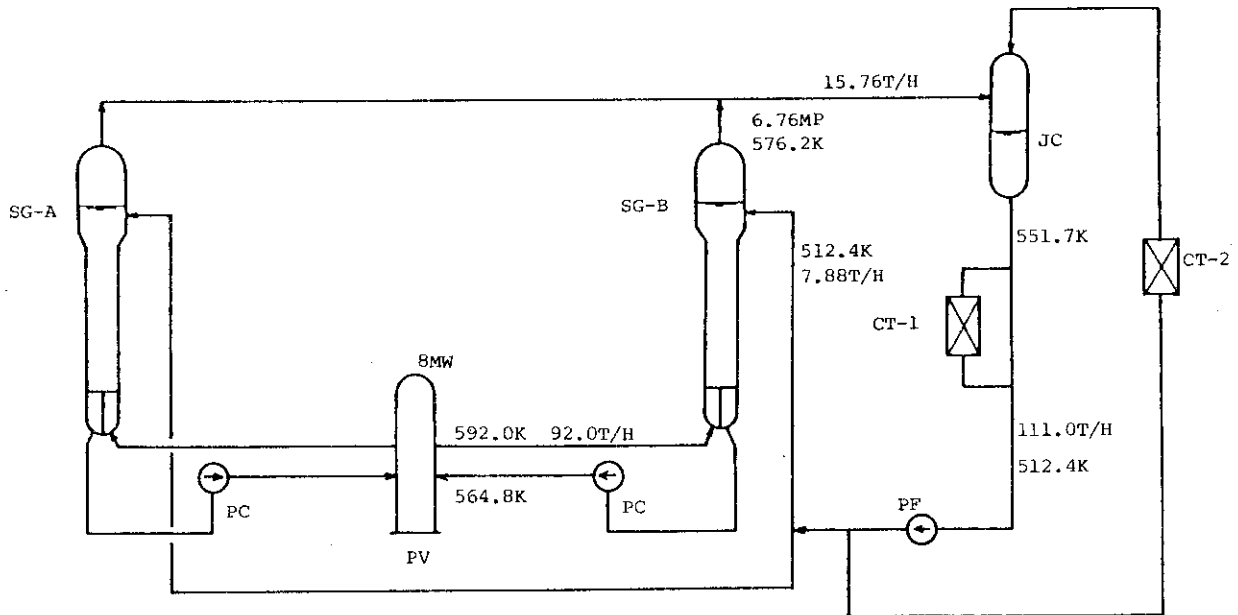 15.76T/H
6.76MP
576.2K
JC
SG-A
SG-B
512.4K
7.88T/H
551.7K
CT-2
CT-1
8MW
592.0K 92.0T/H
111.0T/H
512.4K
564.8K
PC
PC
PF
PV